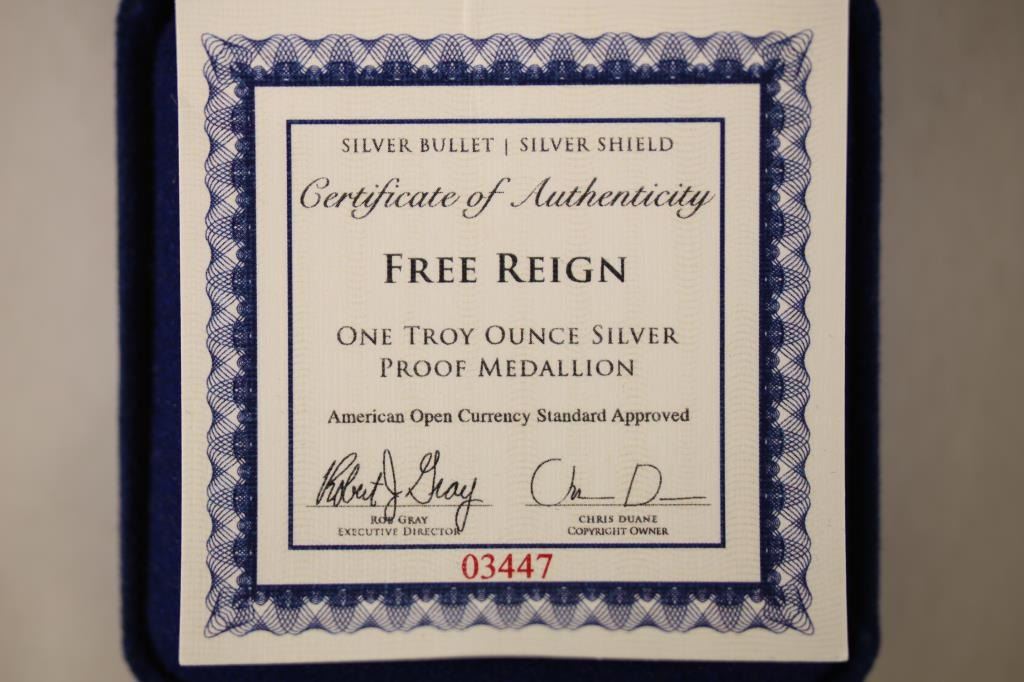 SILVER BULLET | SILVER SHIELD
Certificate of Authenticity
FREE REIGN
ONE TROY OUNCE SILVER
PROOF MEDALLION
American Open Currency Standard Approved
Robert J Gray
ROB GRAY
EXECUTIVE DIRECTOR
CHRIS DUANE
COPYRIGHT OWNER
03447